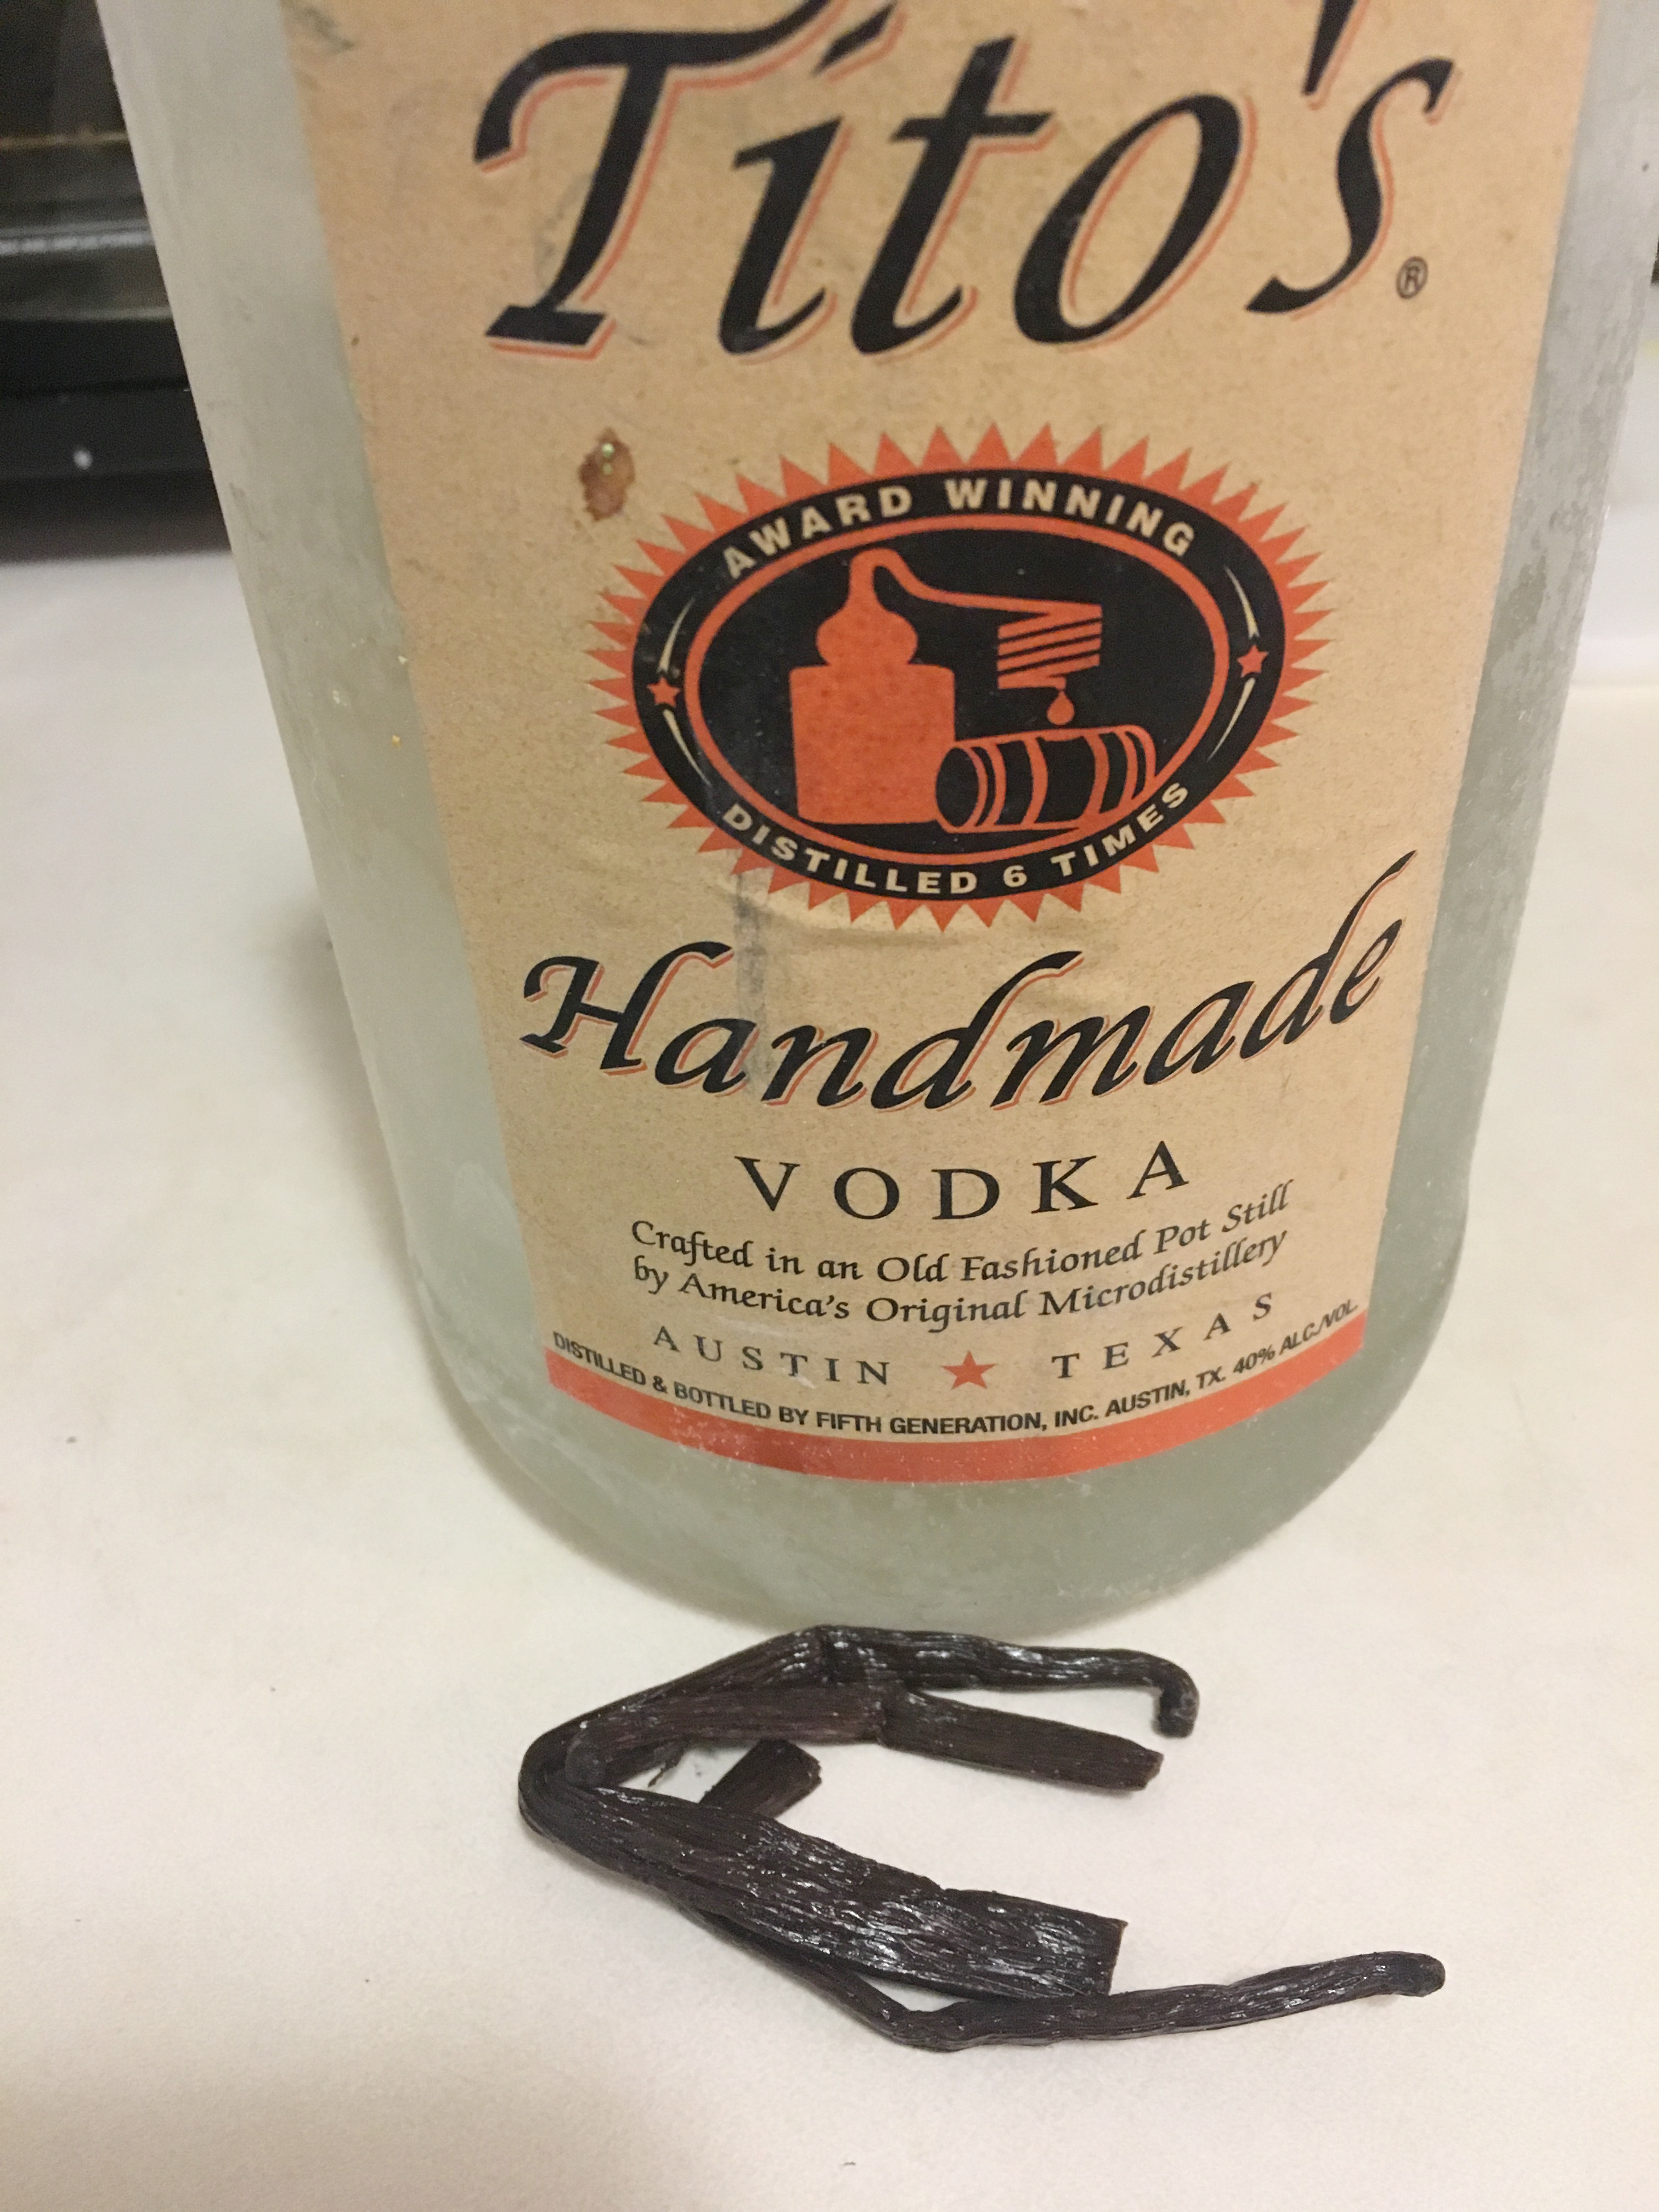 Tito's®
AWARD WINNING
DISTILLED 6 TIMES
Handmade
VODKA
Crafted in an Old Fashioned Pot Still
by America's Original Microdistillery
AUSTIN ★ TEXAS
DISTILLED & BOTTLED BY FIFTH GENERATION, INC. AUSTIN, TX. 40% ALC./VOL.